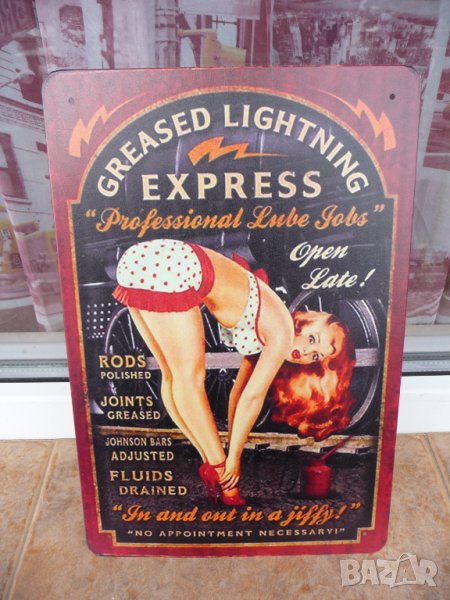 GREASED LIGHTNING
EXPRESS
"Professional Lube Jobs"
Open
Late!
RODS
POLISHED
JOINTS
GREASED
JOHNSON BARS
ADJUSTED
FLUIDS
DRAINED
"In and out in a jiffy!"
"NO APPOINTMENT NECESSARY!"
BAZAR